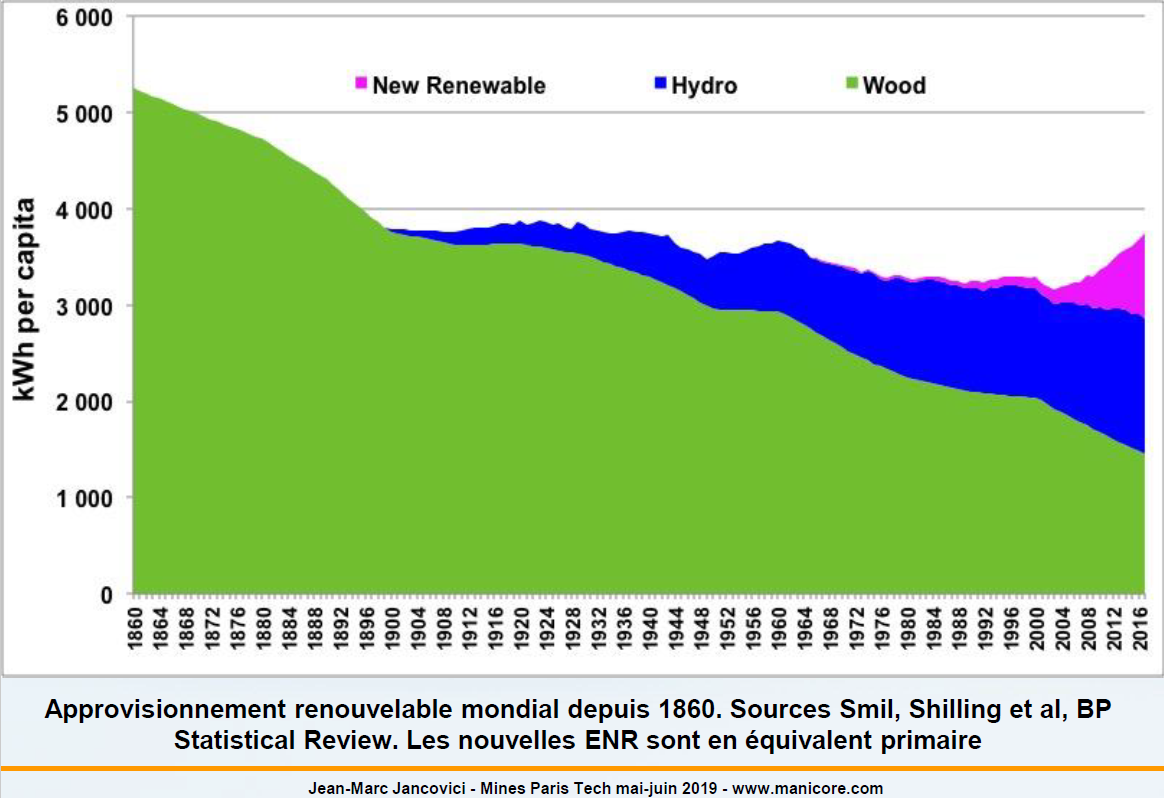 6 000
5 000
4 000
3 000
2 000
1 000
0
kWh per capita
New Renewable Hydro Wood
1860 1864 1868 1872 1876 1880 1884 1888 1892 1896 1900 1904 1908 1912 1916 1920 1924 1928 1932 1936 1940 1944 1948 1952 1956 1960 1964 1968 1972 1976 1980 1984 1988 1992 1996 2000 2004 2008 2012 2016
Approvisionnement renouvelable mondial depuis 1860. Sources Smil, Shilling et al, BP
Statistical Review. Les nouvelles ENR sont en équivalent primaire
Jean-Marc Jancovici - Mines Paris Tech mai-juin 2019 - www.manicore.com